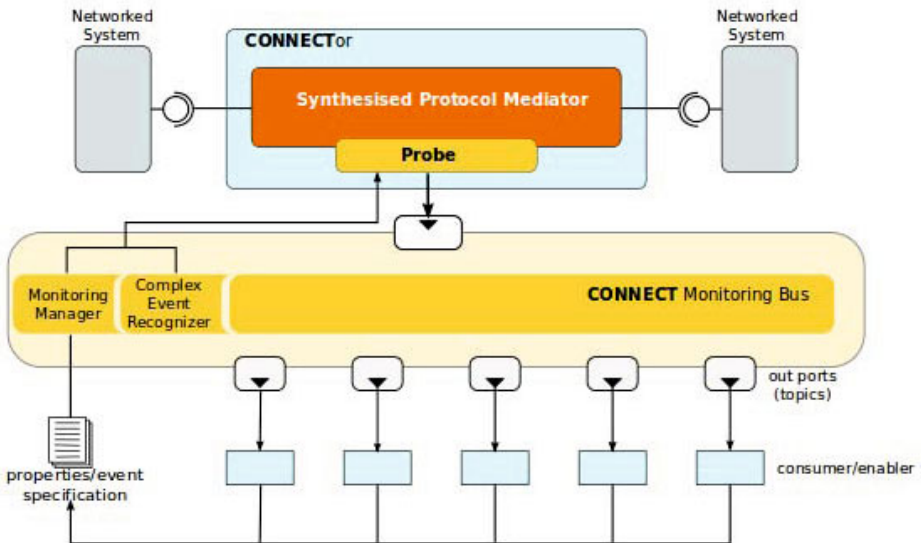 Networked
System
Networked
System
CONNECTor
Synthesised Protocol Mediator
Probe
Monitoring
Manager
Complex
Event
Recognizer
CONNECT Monitoring Bus
out ports
(topics)
properties/event
specification
consumer/enabler